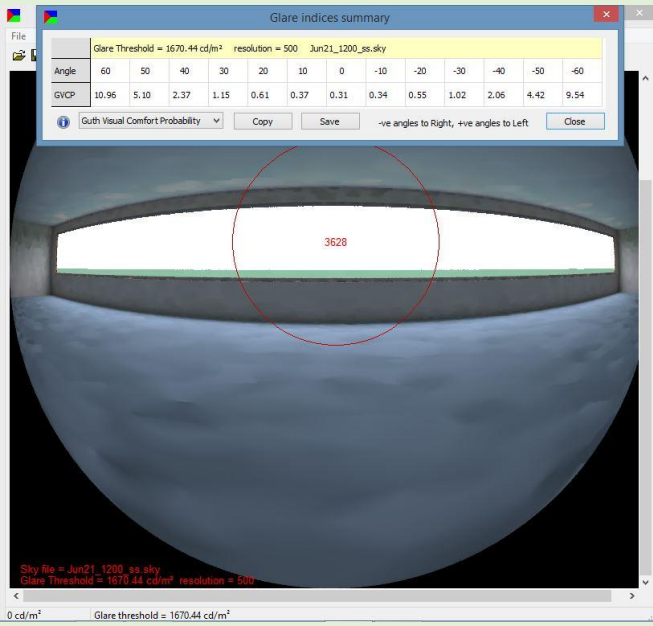 Glare indices summary
File
Glare Threshold = 1670.44 cd/m² resolution = 500 Jun21_1200_ss.sky
Angle 60 50 40 30 20 10 0 -10 -20 -30 -40 -50 -60
GVCP 10.96 5.10 2.37 1.15 0.61 0.37 0.31 0.34 0.55 1.02 2.06 4.42 9.54
Guth Visual Comfort Probability Copy Save -ve angles to Right, +ve angles to Left Close
3628
Sky file = Jun21_1200_ss.sky
Glare Threshold = 1670.44 cd/m² resolution = 500
0 cd/m² Glare threshold = 1670.44 cd/m²